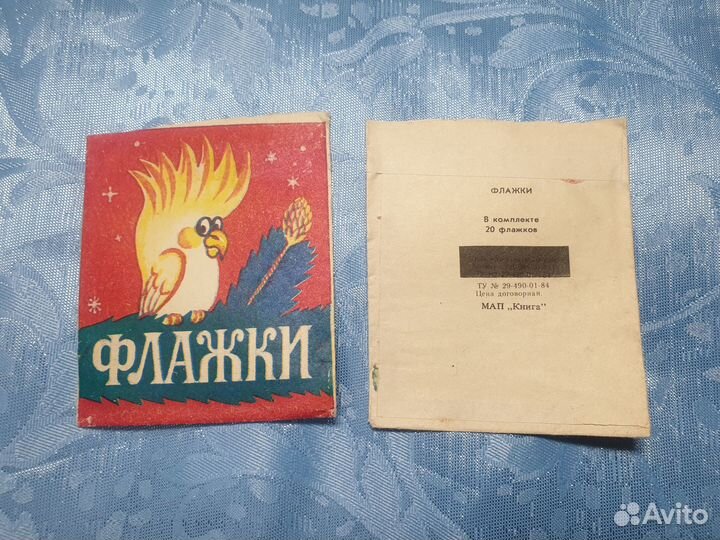 ФЛАЖКИ
ФЛАЖКИ
В комплекте
20 флажков
ТУ № 29-490-01-84
Цена договорная.
МАП „Книга"
Avito